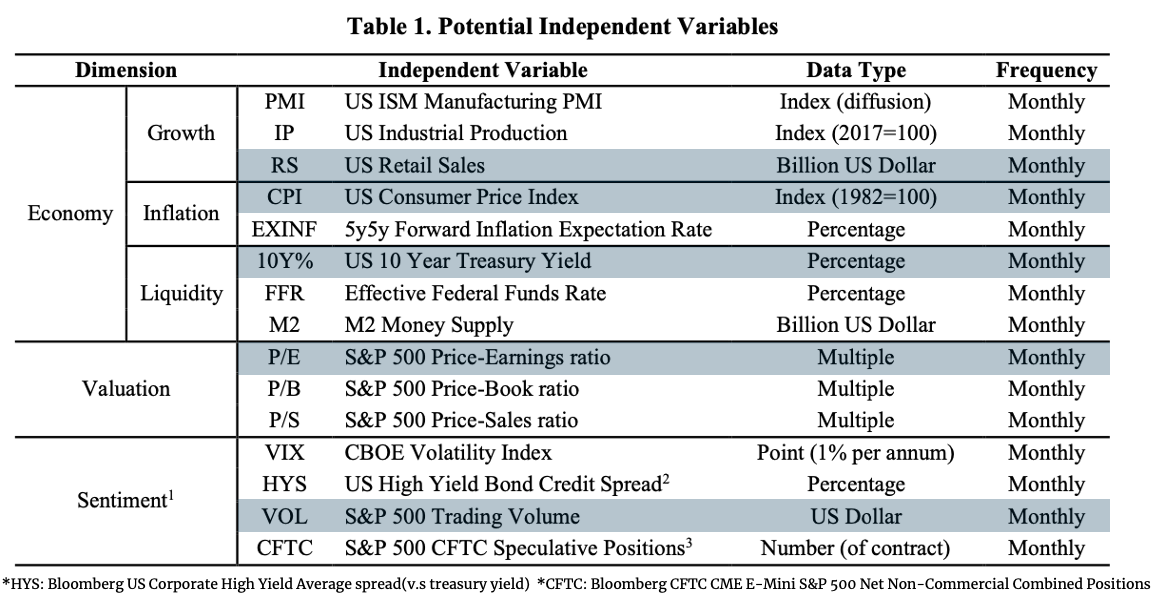 Table 1. Potential Independent Variables
Dimension Independent Variable Data Type Frequency
Economy Growth PMI US ISM Manufacturing PMI Index (diffusion) Monthly
IP US Industrial Production Index (2017=100) Monthly
RS US Retail Sales Billion US Dollar Monthly
Inflation CPI US Consumer Price Index Index (1982=100) Monthly
EXINF 5y5y Forward Inflation Expectation Rate Percentage Monthly
Liquidity 10Y% US 10 Year Treasury Yield Percentage Monthly
FFR Effective Federal Funds Rate Percentage Monthly
M2 M2 Money Supply Billion US Dollar Monthly
Valuation P/E S&P 500 Price-Earnings ratio Multiple Monthly
P/B S&P 500 Price-Book ratio Multiple Monthly
P/S S&P 500 Price-Sales ratio Multiple Monthly
Sentiment¹ VIX CBOE Volatility Index Point (1% per annum) Monthly
HYS US High Yield Bond Credit Spread² Percentage Monthly
VOL S&P 500 Trading Volume US Dollar Monthly
CFTC S&P 500 CFTC Speculative Positions³ Number (of contract) Monthly
*HYS: Bloomberg US Corporate High Yield Average spread(v.s treasury yield) *CFTC: Bloomberg CFTC CME E-Mini S&P 500 Net Non-Commercial Combined Positions